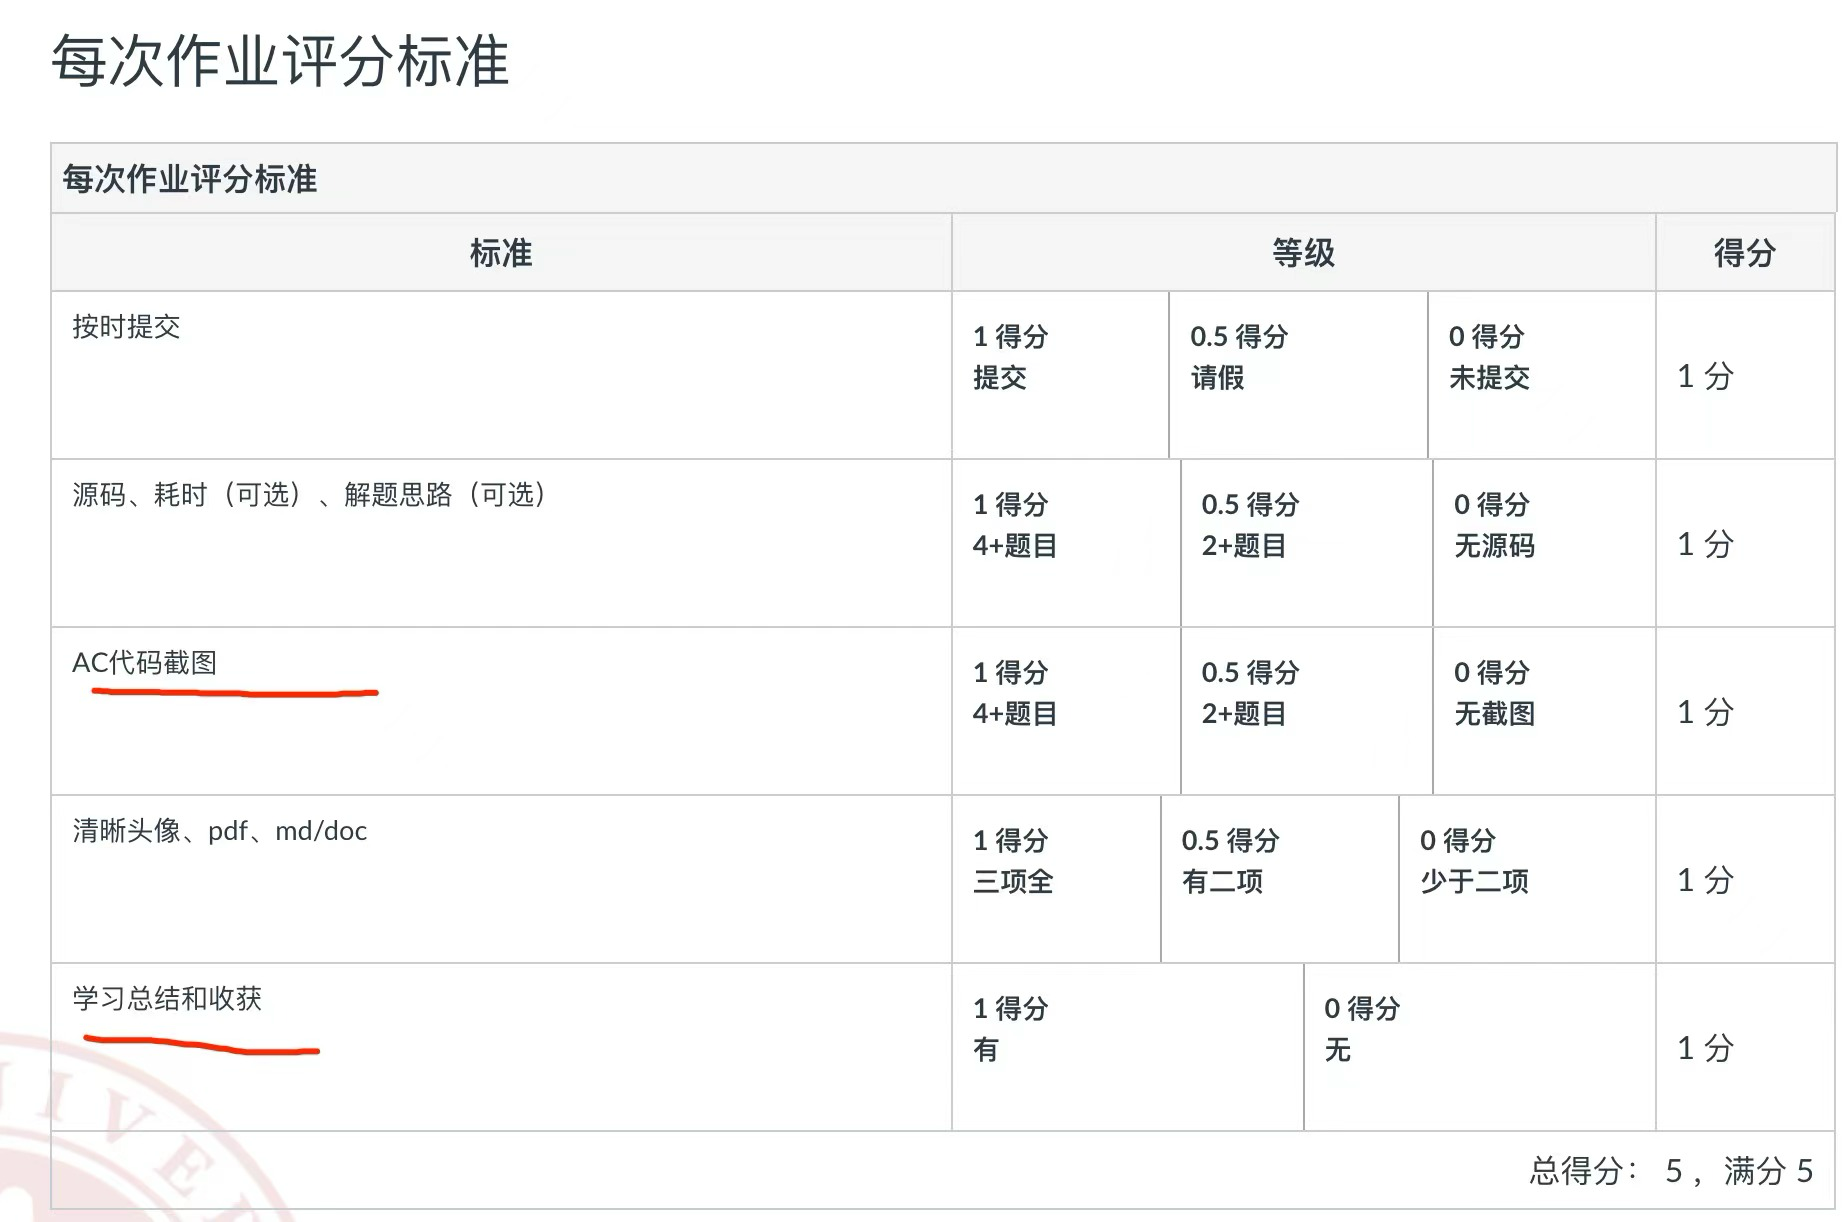 每次作业评分标准
每次作业评分标准
标准 等级 得分
按时提交
1 得分 0.5 得分 0 得分
提交 请假 未提交
1 分
源码、耗时（可选）、解题思路（可选）
1 得分 0.5 得分 0 得分
4+题目 2+题目 无源码
1 分
AC代码截图
1 得分 0.5 得分 0 得分
4+题目 2+题目 无截图
1 分
清晰头像、pdf、md/doc
1 得分 0.5 得分 0 得分
三项全 有二项 少于二项
1 分
学习总结和收获
1 得分 0 得分
有 无
1 分
总得分： 5 ，满分 5